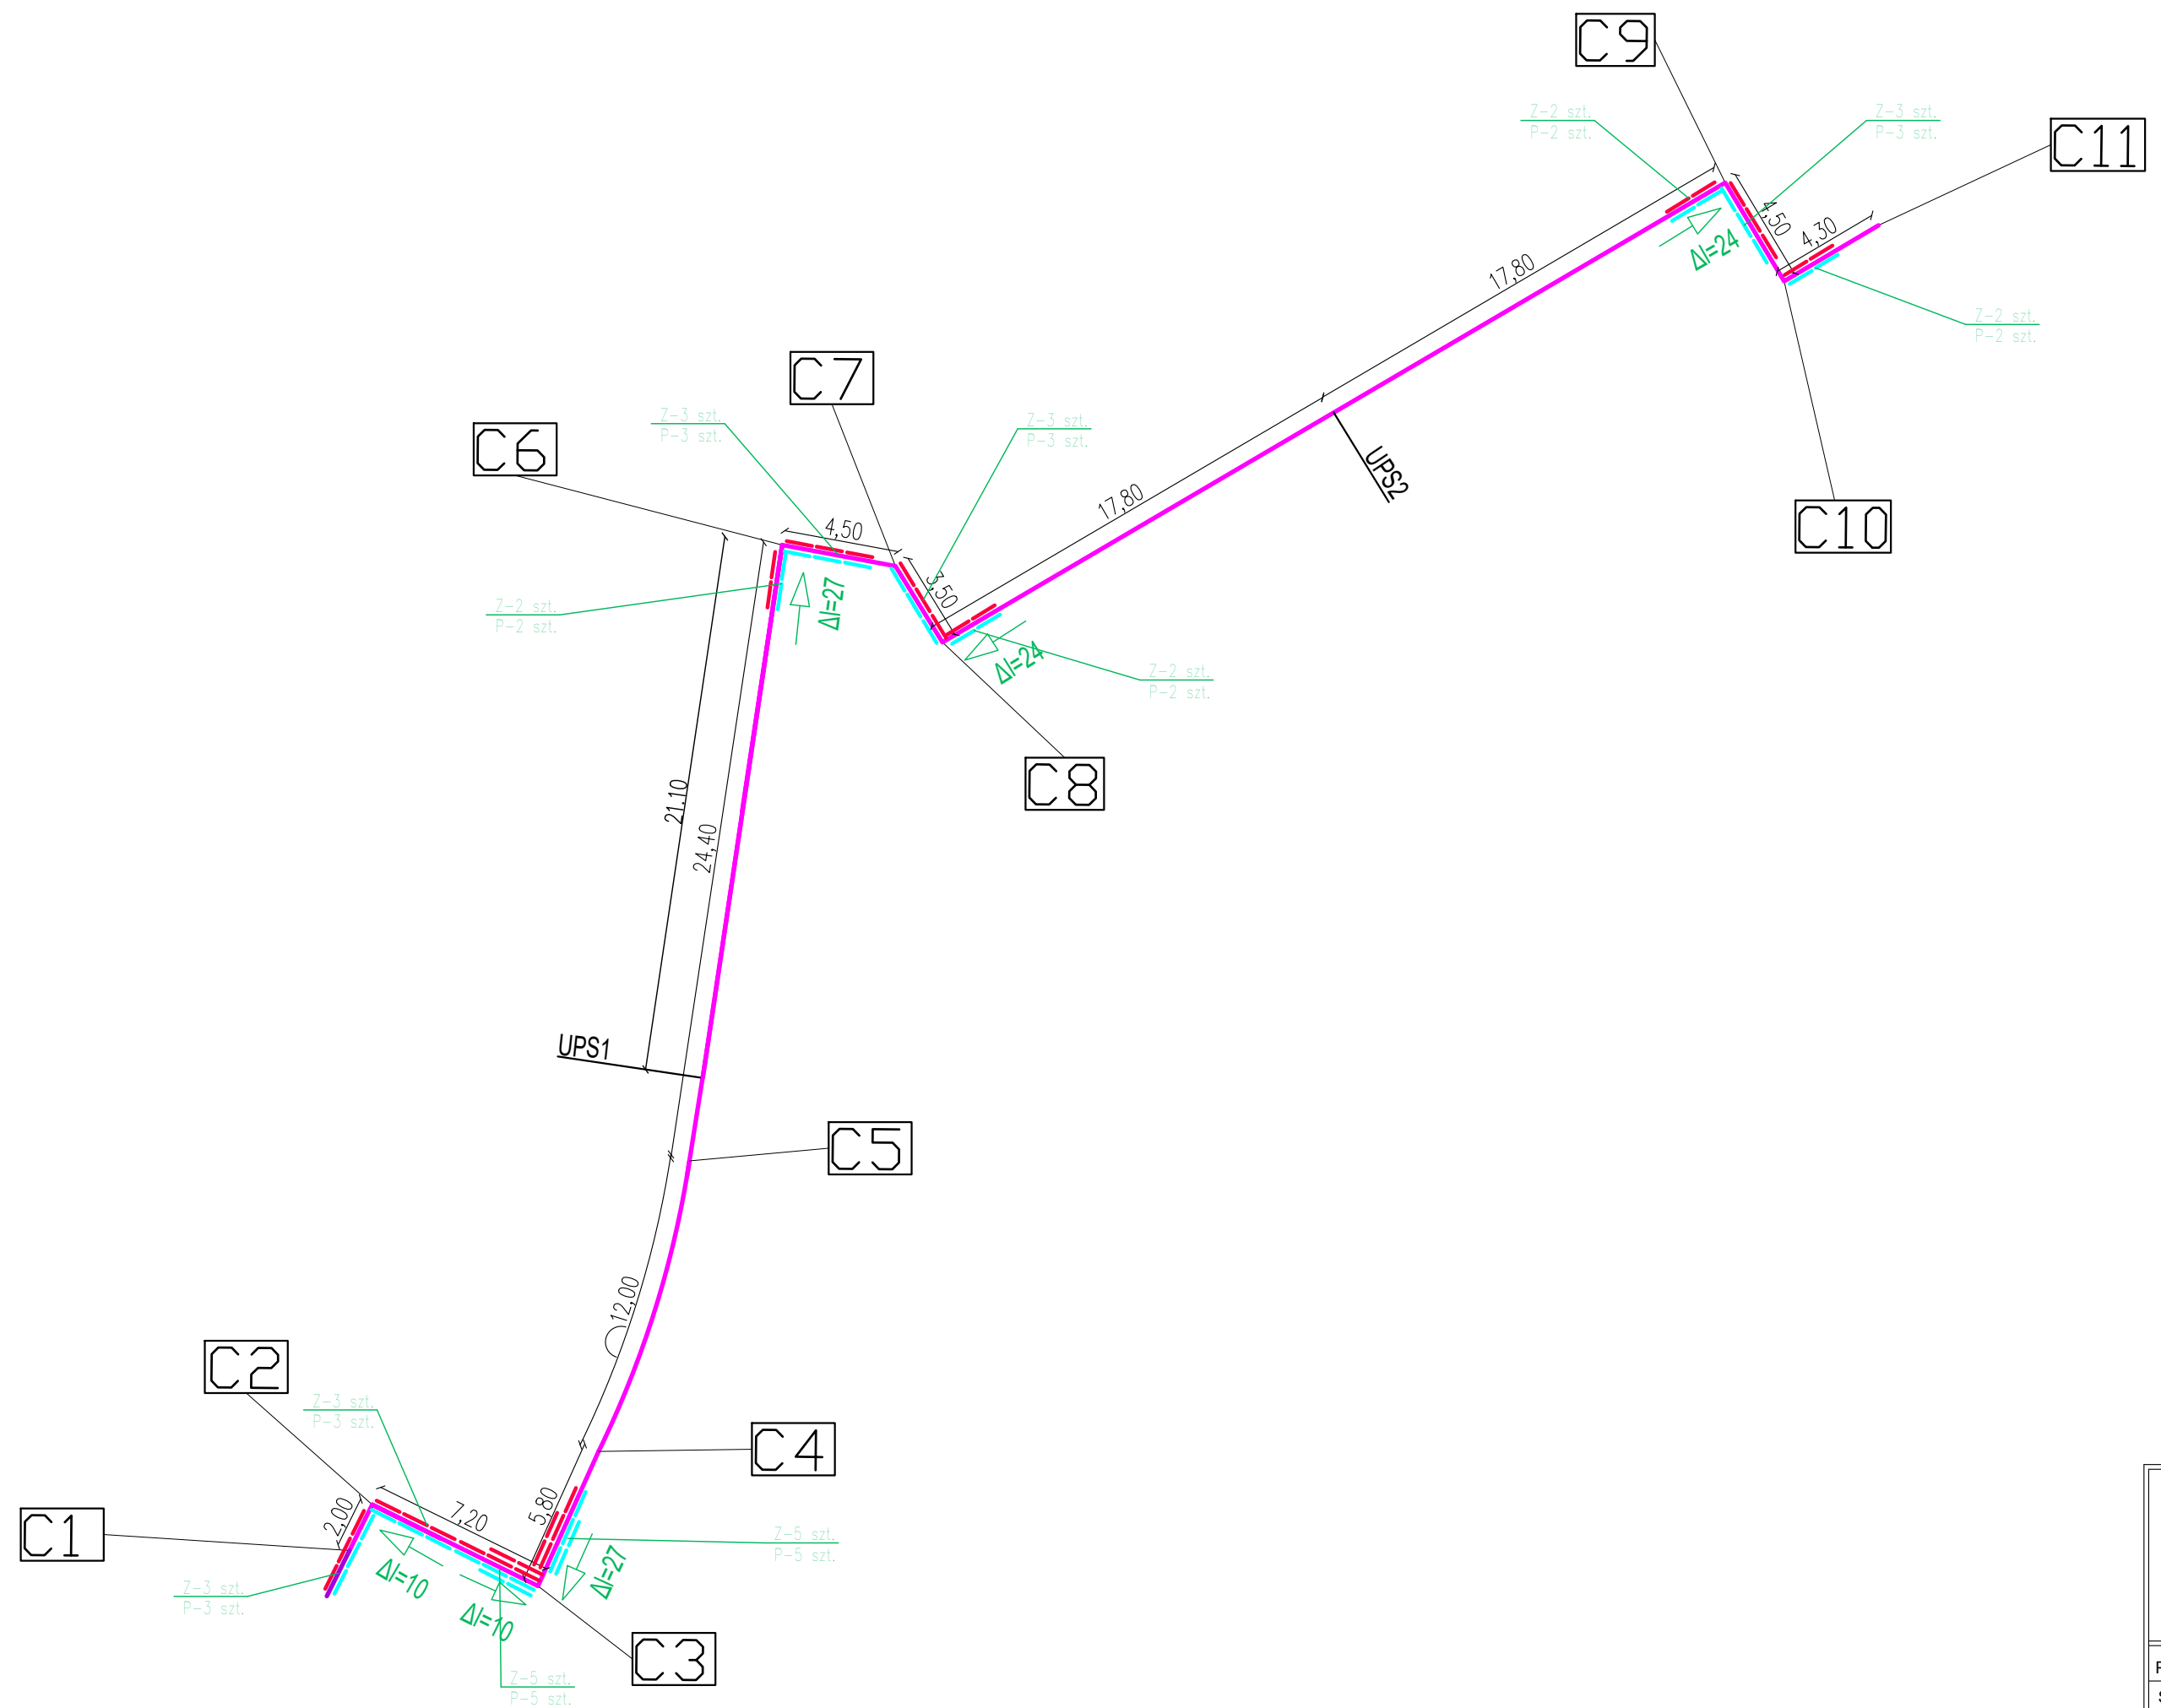 C9
Z-2 szt.
P-2 szt.
Z-3 szt.
P-3 szt.
C11
4,50
4,30
Δl=24
17,80
Z-2 szt.
P-2 szt.
C7
Z-3 szt.
P-3 szt.
Z-3 szt.
P-3 szt.
C6
UPS2
17,80
C10
4,50
3,50
Δl=27
Z-2 szt.
P-2 szt.
Δl=24
Z-2 szt.
P-2 szt.
C8
21.10
24,40
UPS1
C5
12,00
C2
Z-3 szt.
P-3 szt.
C4
C1
2,00
7,20
5,80
Z-5 szt.
P-5 szt.
Δl=10
Δl=27
Z-3 szt.
P-3 szt.
Δl=10
C3
Z-5 szt.
P-5 szt.